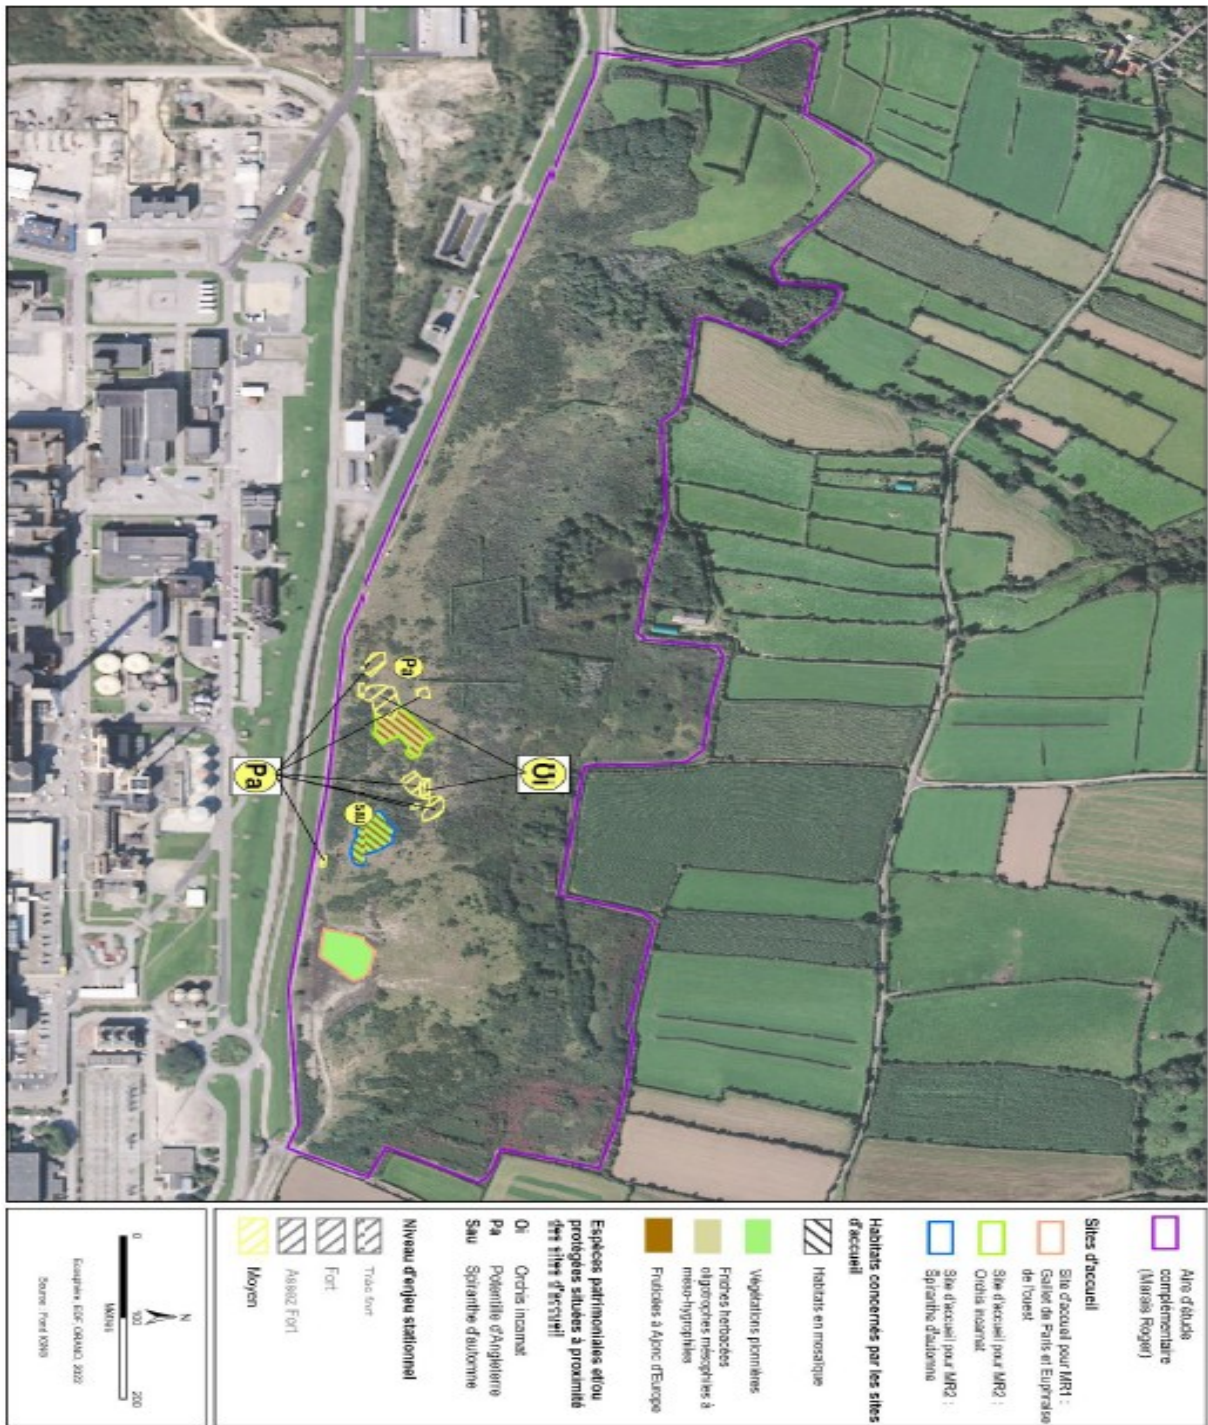 Pa
Oi
Pa
sau
Aire d'étude
complémentaire
(Marais Roger)
Sites d'accueil
Site d'accueil pour MR1 :
Gaillet de Paris et Euphraise
de l'ouest
Site d'accueil pour MR2 :
Orchis incarnat
Site d'accueil pour MR2 :
Spiranthe d'automne
Habitats concernés par les sites
d'accueil
Habitats en mosaïque
Végétations pionnières
Friches herbacées
oligotrophes mésophiles à
méso-hygrophiles
Fruticées à Ajonc d'Europe
Espèces patrimoniales et/ou
protégées situées à proximité
des sites d'accueil
Oi Orchis incarnat
Pa Potentille d'Angleterre
Sau Spiranthe d'automne
Niveau d'enjeu stationnel
Très fort
Fort
Assez Fort
Moyen
N
0 100 200
Mètres
Ecosphère, EDF, ORANO, 2022